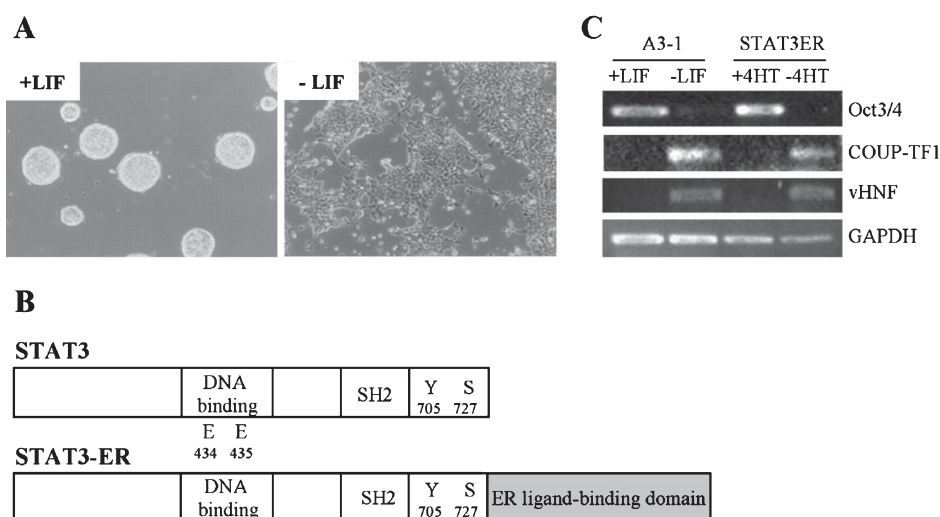 A
+LIF
- LIF
C
A3-1 STAT3ER
+LIF -LIF +4HT -4HT
Oct3/4
COUP-TF1
vHNF
GAPDH
B
STAT3
DNA
binding
SH2
Y S
705 727
E E
434 435
STAT3-ER
DNA
binding
SH2
Y S
705 727
ER ligand-binding domain